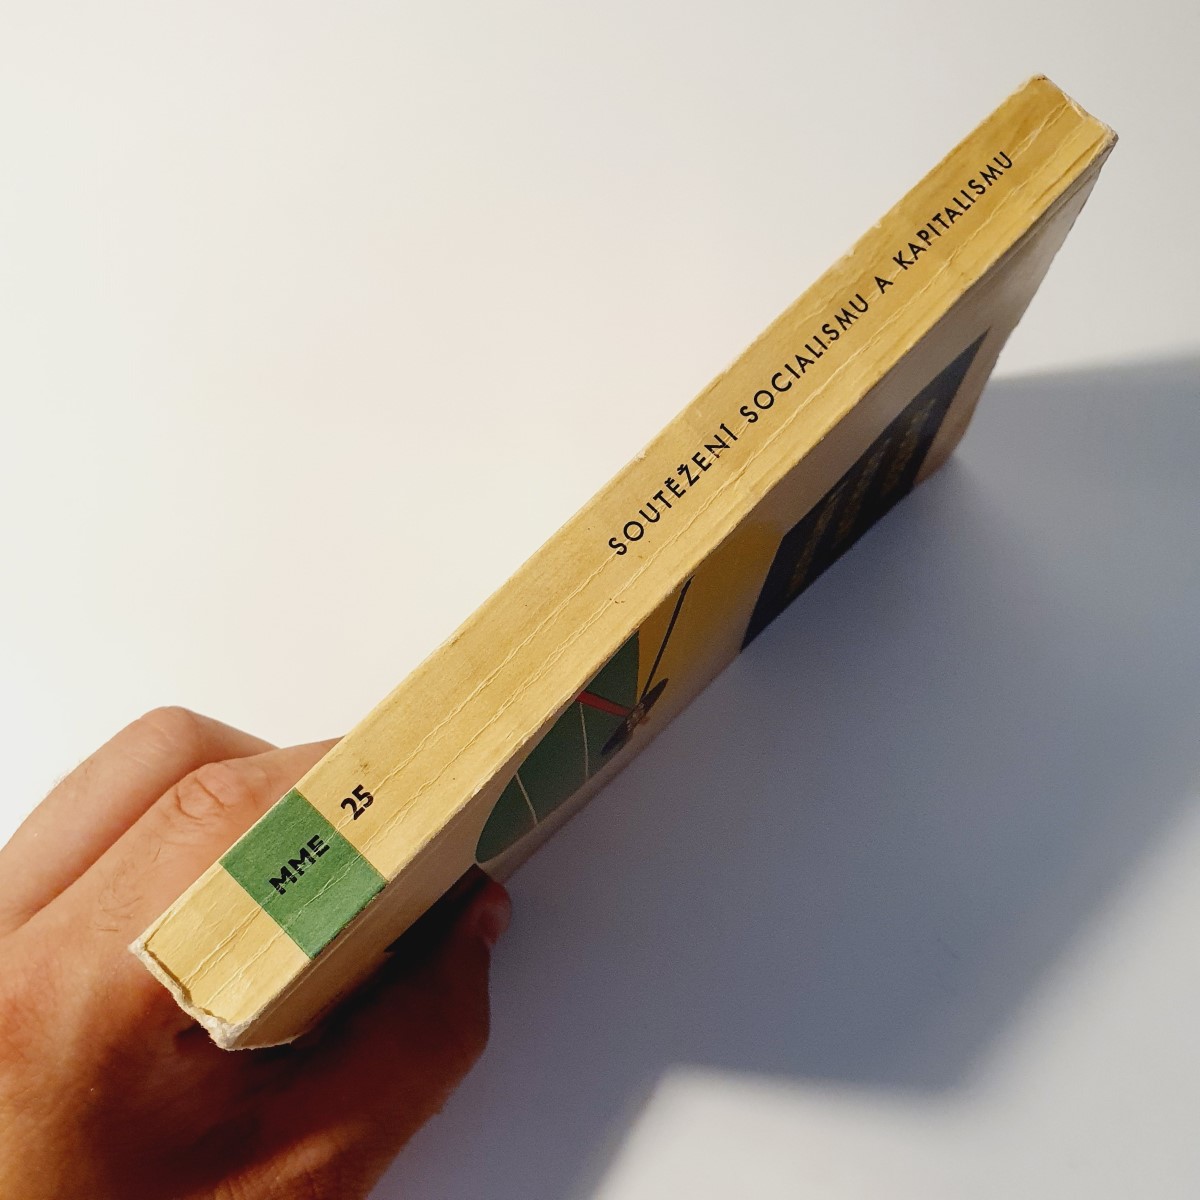 SOUTĚŽENÍ SOCIALISMU A KAPITALISMU
25
MME